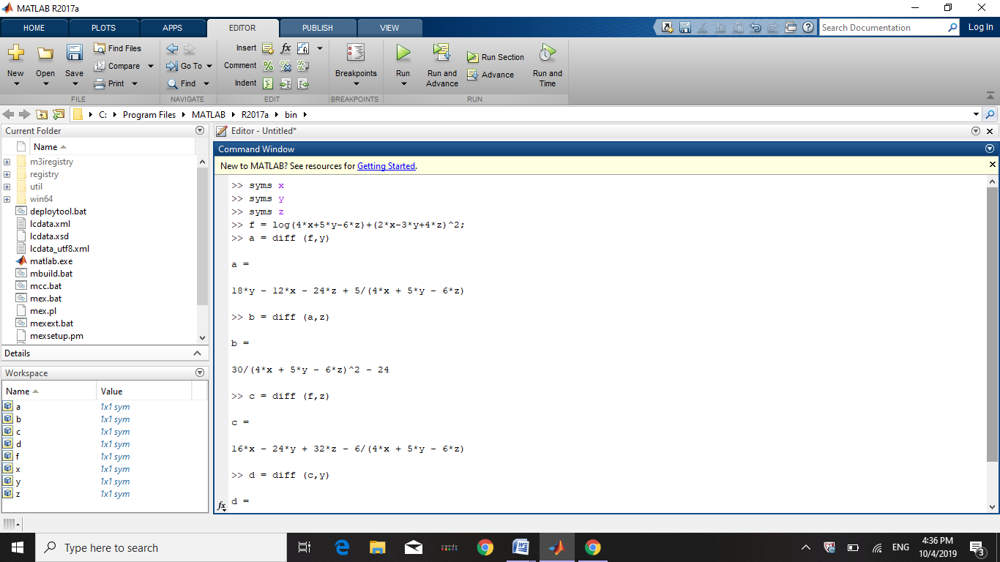 MATLAB R2017a
HOME PLOTS APPS EDITOR PUBLISH VIEW
Search Documentation
Log In
New
Open
Save
Find Files
Compare
Print
Go To
Find
Insert
fx
Comment
Indent
Breakpoints
Run
Run and
Advance
Run Section
Advance
Run and
Time
FILE NAVIGATE EDIT BREAKPOINTS RUN
C: Program Files MATLAB R2017a bin
Current Folder
Name
m3iregistry
registry
util
win64
deploytool.bat
lcdata.xml
lcdata.xsd
lcdata_utf8.xml
matlab.exe
mbuild.bat
mcc.bat
mex.bat
mex.pl
mexext.bat
mexsetup.pm
Details
Workspace
Name Value
a 1x1 sym
b 1x1 sym
c 1x1 sym
d 1x1 sym
f 1x1 sym
x 1x1 sym
y 1x1 sym
z 1x1 sym
Editor - Untitled*
Command Window
New to MATLAB? See resources for Getting Started.
>> syms x
>> syms y
>> syms z
>> f = log(4*x+5*y-6*z)+(2*x-3*y+4*z)^2;
>> a = diff (f,y)
a =
18*y - 12*x - 24*z + 5/(4*x + 5*y - 6*z)
>> b = diff (a,z)
b =
30/(4*x + 5*y - 6*z)^2 - 24
>> c = diff (f,z)
c =
16*x - 24*y + 32*z - 6/(4*x + 5*y - 6*z)
>> d = diff (c,y)
d =
fx
Type here to search
ENG
4:36 PM
10/4/2019
3